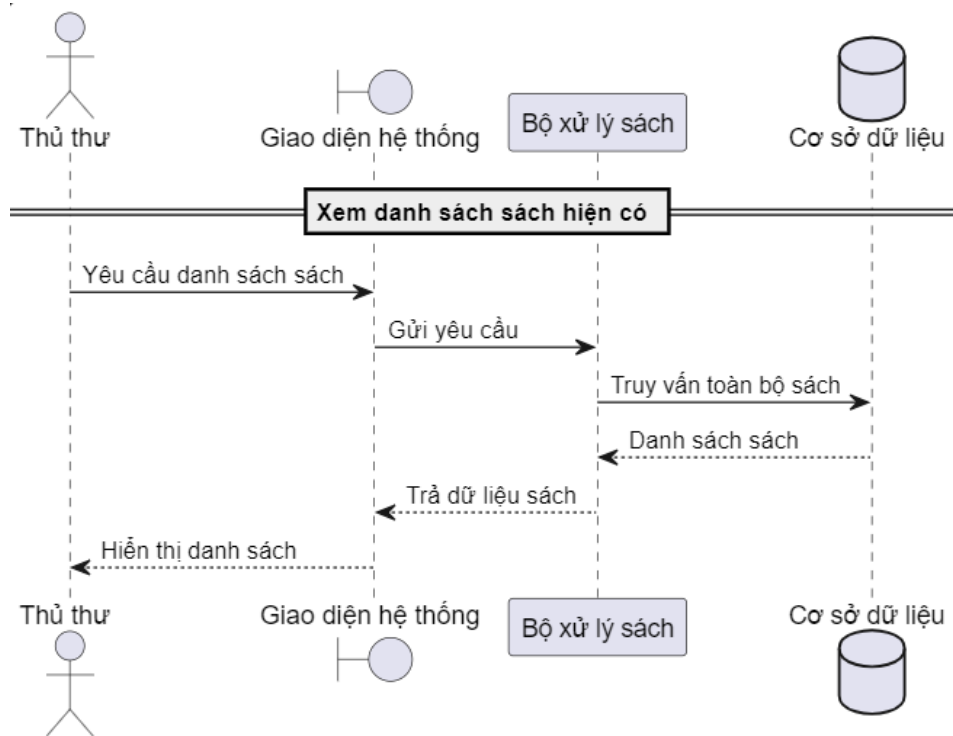 Thủ thư
Giao diện hệ thống
Bộ xử lý sách
Cơ sở dữ liệu
Xem danh sách sách hiện có
Yêu cầu danh sách sách
Gửi yêu cầu
Truy vấn toàn bộ sách
Danh sách sách
Trả dữ liệu sách
Hiển thị danh sách
Thủ thư
Giao diện hệ thống
Bộ xử lý sách
Cơ sở dữ liệu